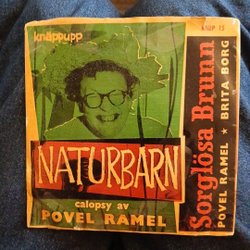 knäppupp
KNEP 15
NATURBARN
calopsy av
POVEL RAMEL
Sorglösa Brunn
POVEL RAMEL ★ BRITA BORG